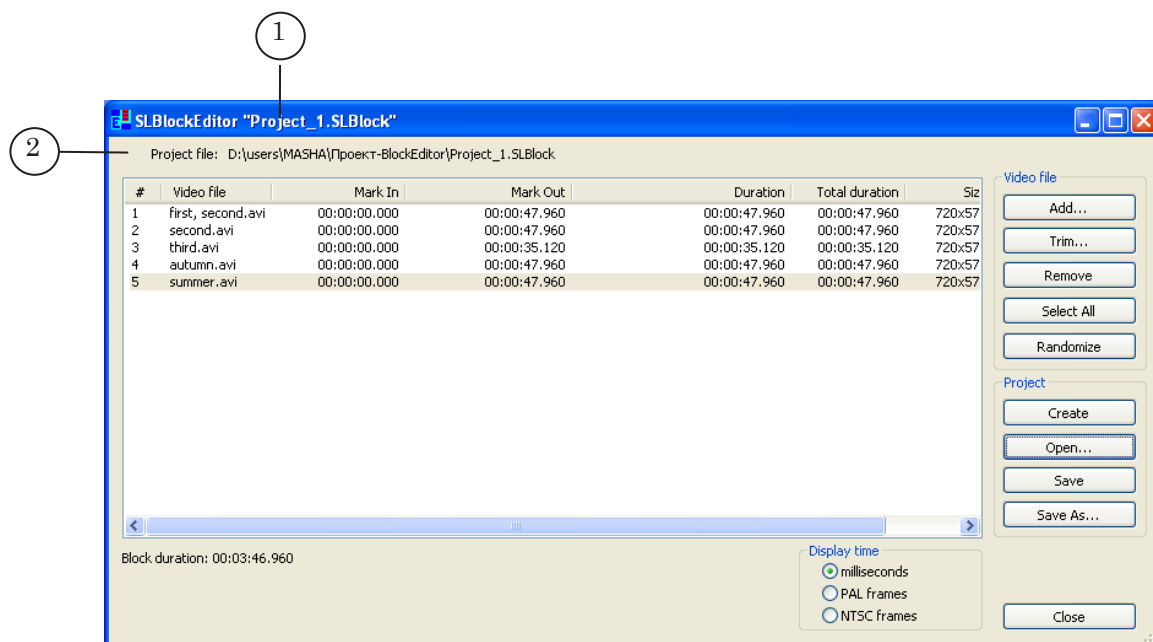 1
SLBlockEditor "Project_1.SLBlock"
2
Project file: D:\users\MASHA\Проект-BlockEditor\Project_1.SLBlock
# Video file Mark In Mark Out Duration Total duration Siz
1 first, second.avi 00:00:00.000 00:00:47.960 00:00:47.960 00:00:47.960 720x57
2 second.avi 00:00:00.000 00:00:47.960 00:00:47.960 00:00:47.960 720x57
3 third.avi 00:00:00.000 00:00:35.120 00:00:35.120 00:00:35.120 720x57
4 autumn.avi 00:00:00.000 00:00:47.960 00:00:47.960 00:00:47.960 720x57
5 summer.avi 00:00:00.000 00:00:47.960 00:00:47.960 00:00:47.960 720x57
Video file
Add...
Trim...
Remove
Select All
Randomize
Project
Create
Open...
Save
Save As...
Block duration: 00:03:46.960
Display time
milliseconds
PAL frames
NTSC frames
Close